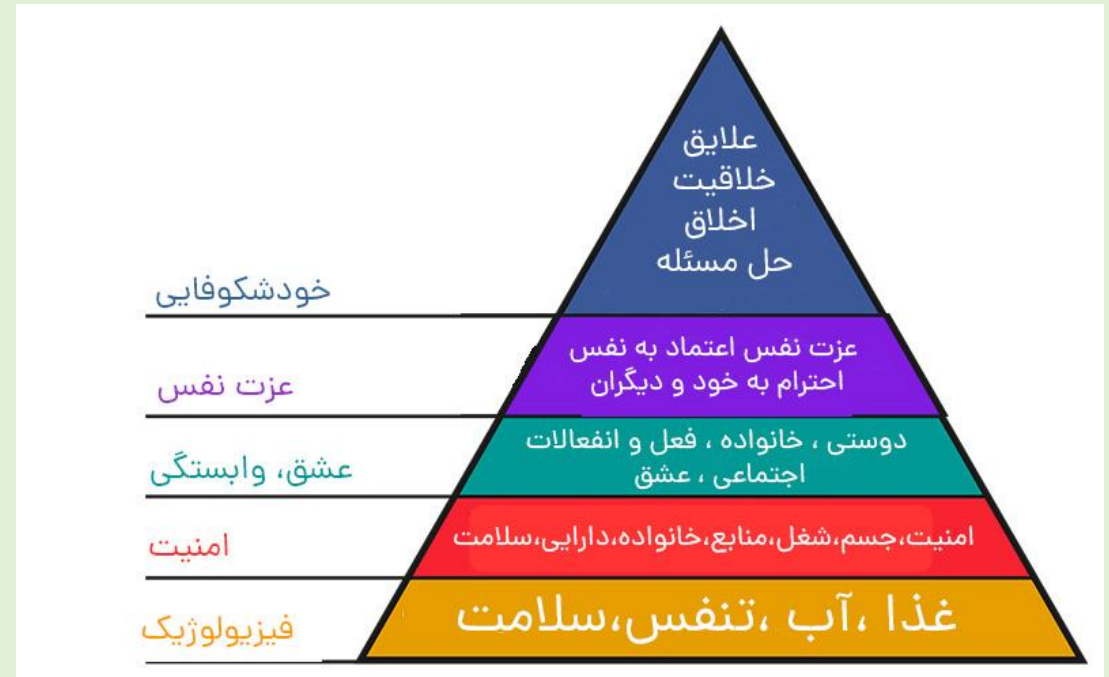 علایق
خلاقیت
اخلاق
حل مسئله
خودشکوفایی
عزت نفس اعتماد به نفس
احترام به خود و دیگران
عزت نفس
دوستی ، خانواده ، فعل و انفعالات
اجتماعی ، عشق
عشق، وابستگی
امنیت،جسم،شغل،منابع،خانواده،دارایی،سلامت
امنیت
غذا ،آب ،تنفس،سلامت
فیزیولوژیک